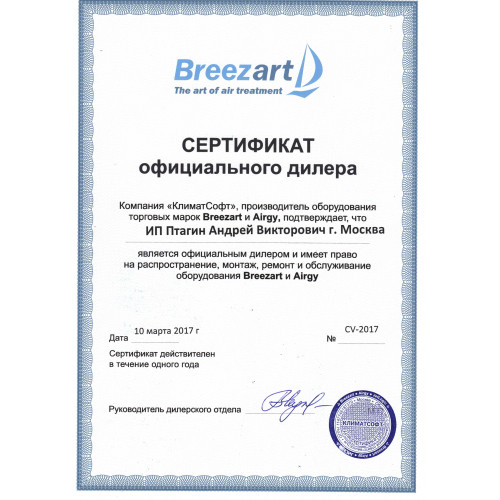 Breezart
The art of air treatment
СЕРТИФИКАТ
официального дилера
Компания «КлиматСофт», производитель оборудования
торговых марок Breezart и Airgy, подтверждает, что
ИП Птагин Андрей Викторович г. Москва
является официальным дилером и имеет право
на распространение, монтаж, ремонт и обслуживание
оборудования Breezart и Airgy
Дата 10 марта 2017 г № CV-2017
Сертификат действителен
в течение одного года
Руководитель дилерского отдела
КЛИМАТСОФТ